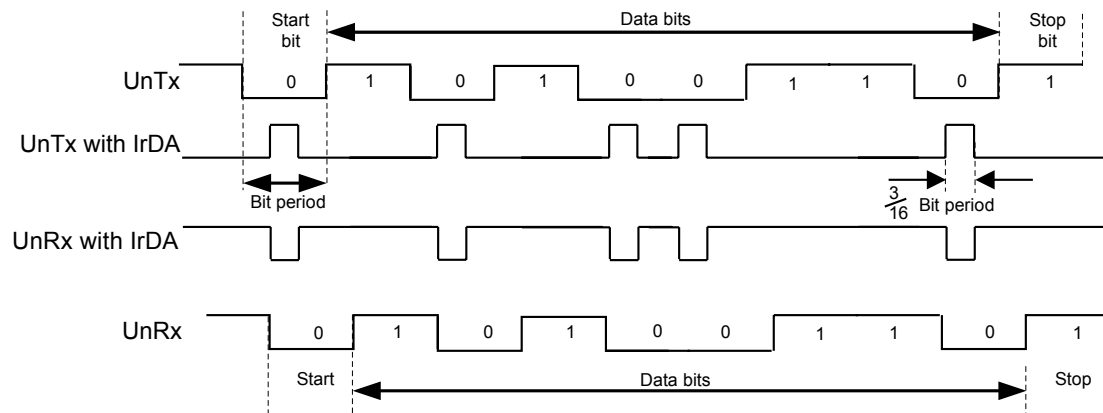 Start
bit
Data bits
Stop
bit
UnTx
0 1 0 1 0 0 1 1 0 1
UnTx with IrDA
Bit period
3
16
Bit period
UnRx with IrDA
UnRx
0 1 0 1 0 0 1 1 0 1
Start
Data bits
Stop